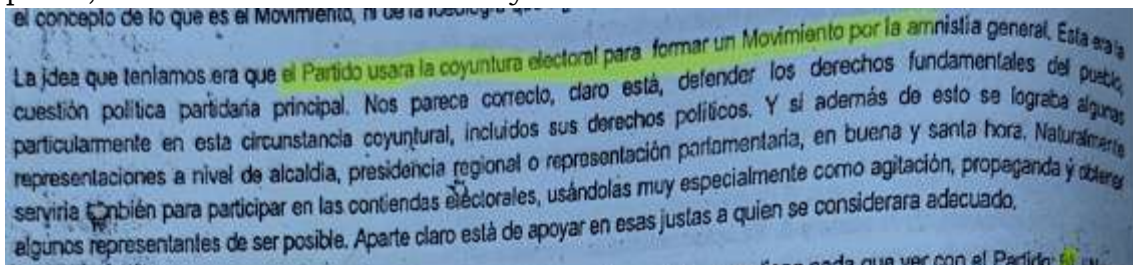 el concepto de lo que es el Movimiento, ni de la ideología que
La idea que teníamos era que el Partido usara la coyuntura electoral para formar un Movimiento por la amnistía general. Esta era la
cuestión política partidaria principal. Nos parece correcto, claro está, defender los derechos fundamentales del pueblo,
particularmente en esta circunstancia coyuntural, incluidos sus derechos políticos. Y si además de esto se lograba algunas
representaciones a nivel de alcaldía, presidencia regional o representación parlamentaria, en buena y santa hora. Naturalmente
serviría también para participar en las contiendas electorales, usándolas muy especialmente como agitación, propaganda y obtener
algunos representantes de ser posible. Aparte claro está de apoyar en esas justas a quien se considerara adecuado.
nada que ver con el Partido;